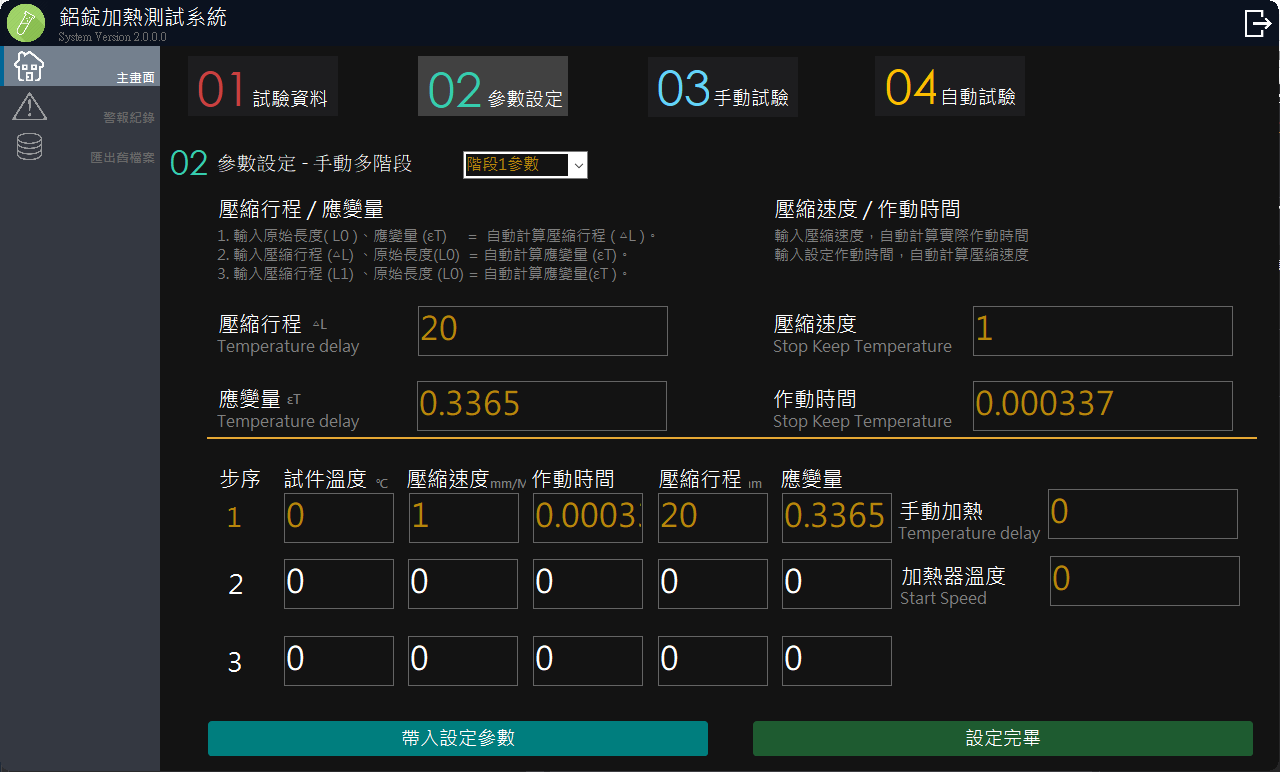 鋁錠加熱測試系統
System Version 2.0.0.0
主畫面
警報紀錄
匯出舊檔案
01 試驗資料
02 參數設定
03 手動試驗
04 自動試驗
02 參數設定 - 手動多階段
階段1參數
壓縮行程 / 應變量
1. 輸入原始長度( L0 )、應變量 (εT) = 自動計算壓縮行程 ( △L )。
2. 輸入壓縮行程 (△L) 、原始長度(L0) = 自動計算應變量 (εT)。
3. 輸入壓縮行程 (L1) 、原始長度 (L0) = 自動計算應變量(εT )。
壓縮速度 / 作動時間
輸入壓縮速度，自動計算實際作動時間
輸入設定作動時間，自動計算壓縮速度
壓縮行程 △L
Temperature delay
20
壓縮速度
Stop Keep Temperature
1
應變量 εT
Temperature delay
0.3365
作動時間
Stop Keep Temperature
0.000337
步序 試件溫度 ℃ 壓縮速度 mm/M 作動時間 壓縮行程 應變量
1 0 1 0.0003 20 0.3365
手動加熱
Temperature delay
0
2 0 0 0 0 0
加熱器溫度
Start Speed
0
3 0 0 0 0 0
帶入設定參數
設定完畢